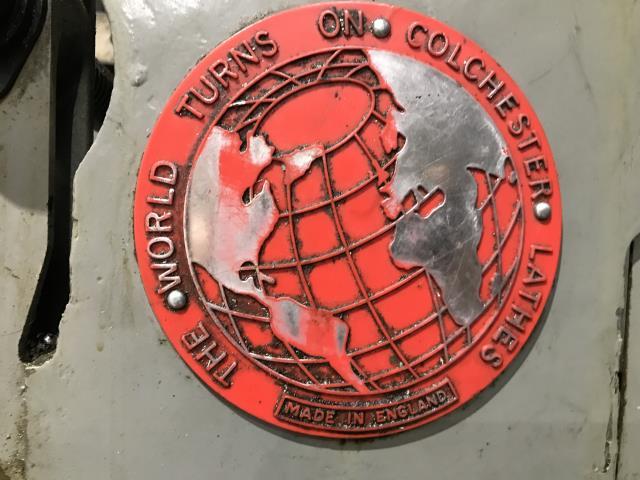 THE WORLD TURNS ON COLCHESTER LATHES
MADE IN ENGLAND